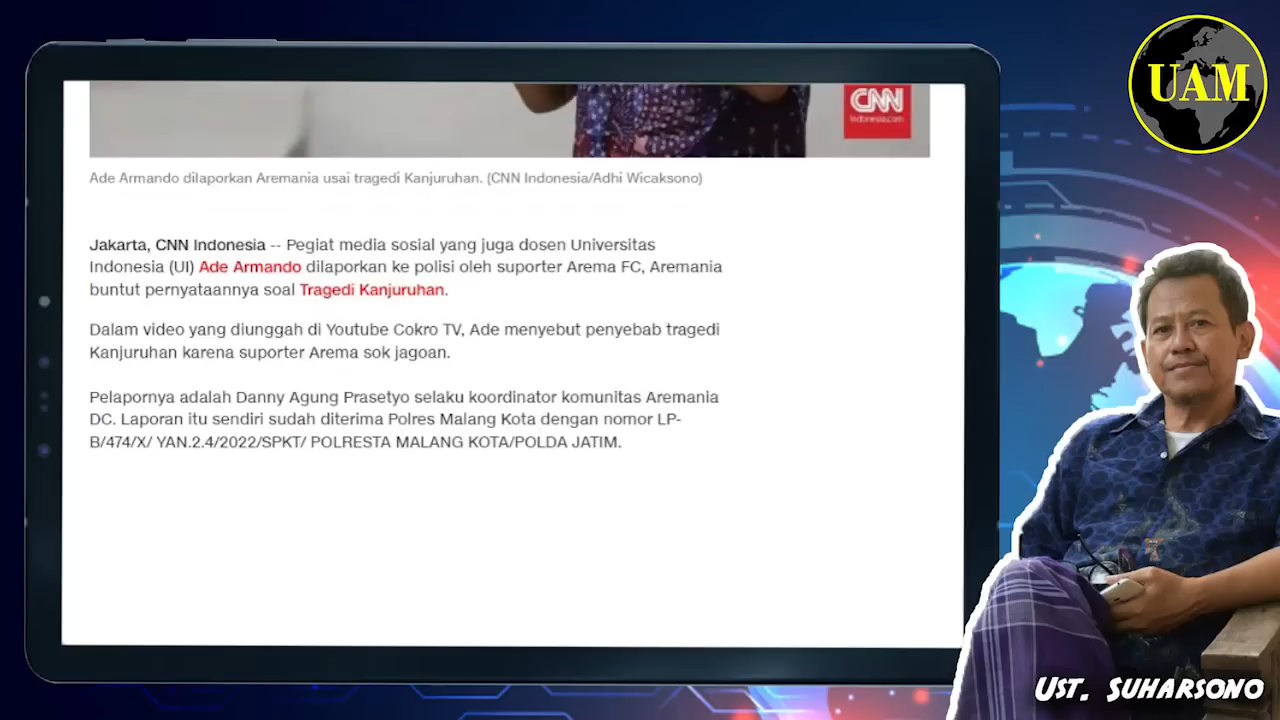 UAM
CNN
Indonesia.com
Ade Armando dilaporkan Aremania usai tragedi Kanjuruhan. (CNN Indonesia/Adhi Wicaksono)
Jakarta, CNN Indonesia -- Pegiat media sosial yang juga dosen Universitas
Indonesia (UI) Ade Armando dilaporkan ke polisi oleh suporter Arema FC, Aremania
buntut pernyataannya soal Tragedi Kanjuruhan.
Dalam video yang diunggah di Youtube Cokro TV, Ade menyebut penyebab tragedi
Kanjuruhan karena suporter Arema sok jagoan.
Pelapornya adalah Danny Agung Prasetyo selaku koordinator komunitas Aremania
DC. Laporan itu sendiri sudah diterima Polres Malang Kota dengan nomor LP-
B/474/X/ YAN.2.4/2022/SPKT/ POLRESTA MALANG KOTA/POLDA JATIM.
UST. SUHARSONO